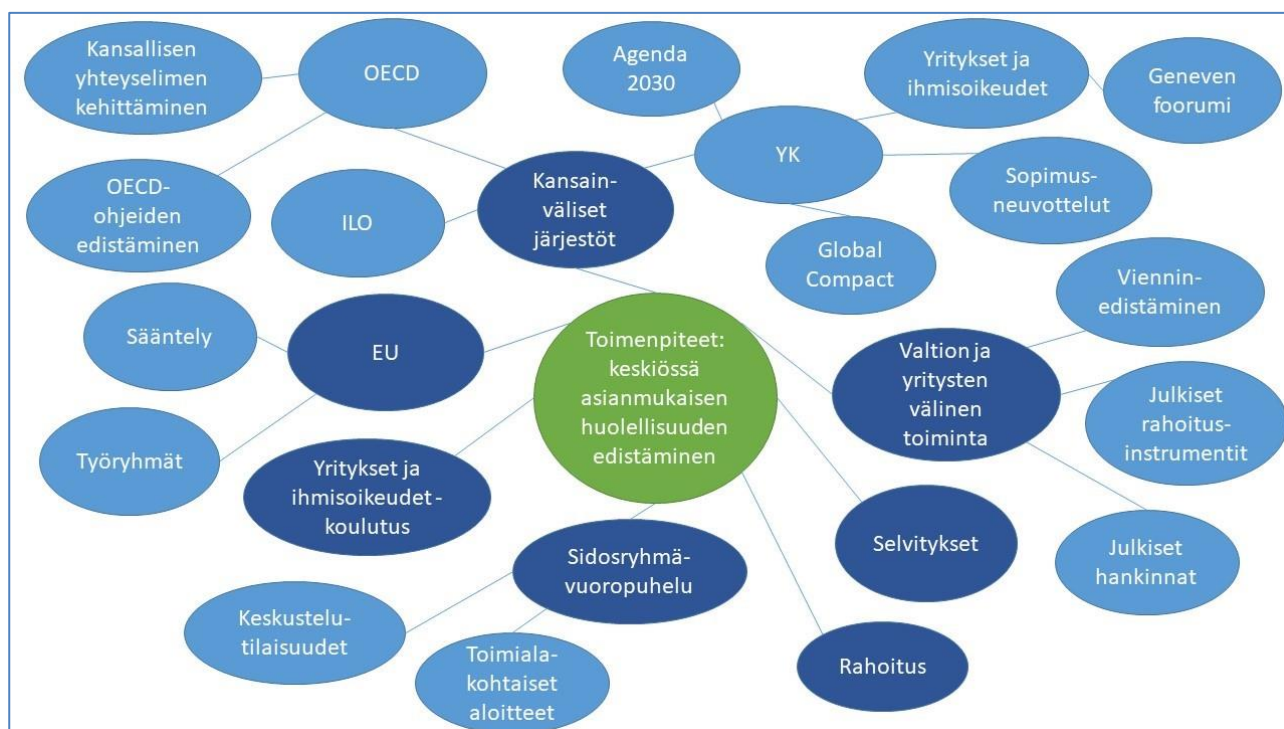 Kansallisen
yhteyselimen
kehittäminen
OECD
Agenda
2030
Yritykset ja
ihmisoikeudet
Geneven
foorumi
YK
OECD-
ohjeiden
edistäminen
ILO
Kansain-
väliset
järjestöt
Sopimus-
neuvottelut
Global
Compact
Viennin-
edistäminen
Sääntely
EU
Toimenpiteet:
keskiössä
asianmukaisen
huolellisuuden
edistäminen
Valtion ja
yritysten
välinen
toiminta
Julkiset
rahoitus-
instrumentit
Työryhmät
Yritykset ja
ihmisoikeudet -
koulutus
Selvitykset
Julkiset
hankinnat
Sidosryhmä-
vuoropuhelu
Keskustelu-
tilaisuudet
Toimiala-
kohtaiset
aloitteet
Rahoitus